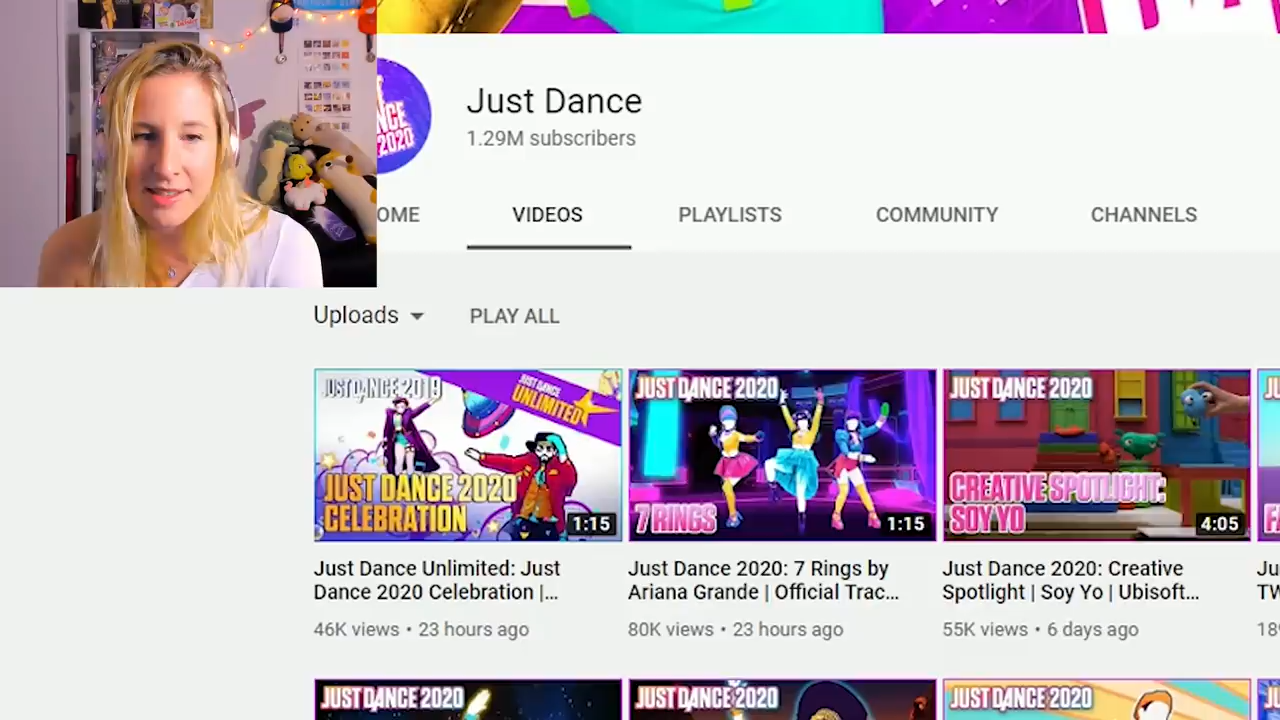 Just Dance
1.29M subscribers
VIDEOS
PLAYLISTS
COMMUNITY
CHANNELS
Uploads
PLAY ALL
JUST DANCE 2019
JUST DANCE
UNLIMITED
JUST DANCE 2020
CELEBRATION
1:15
JUST DANCE 2020
7 RINGS
1:15
JUST DANCE 2020
CREATIVE SPOTLIGHT:
SOY YO
4:05
Just Dance Unlimited: Just
Dance 2020 Celebration |...
46K views • 23 hours ago
Just Dance 2020: 7 Rings by
Ariana Grande | Official Trac...
80K views • 23 hours ago
Just Dance 2020: Creative
Spotlight | Soy Yo | Ubisoft...
55K views • 6 days ago
JUST DANCE 2020
JUST DANCE 2020
JUST DANCE 2020